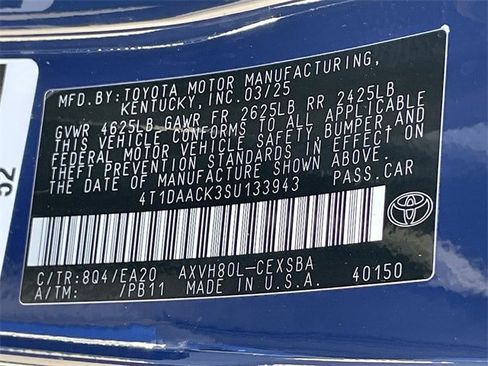 MFD.BY:TOYOTA MOTOR MANUFACTURING,
KENTUCKY, INC. 03/25
GVWR 4625LB GAWR FR 2625LB RR 2425LB
THIS VEHICLE CONFORMS TO ALL APPLICABLE
FEDERAL MOTOR VEHICLE SAFETY, BUMPER, AND
THEFT PREVENTION STANDARDS IN EFFECT ON
THE DATE OF MANUFACTURE SHOWN ABOVE.
4T1DAACK3SU133943 PASS.CAR
C/TR:8Q4/EA20 AXVH80L-CEXSBA
A/TM: /PB11 MADE IN U.S.A. 40150
52